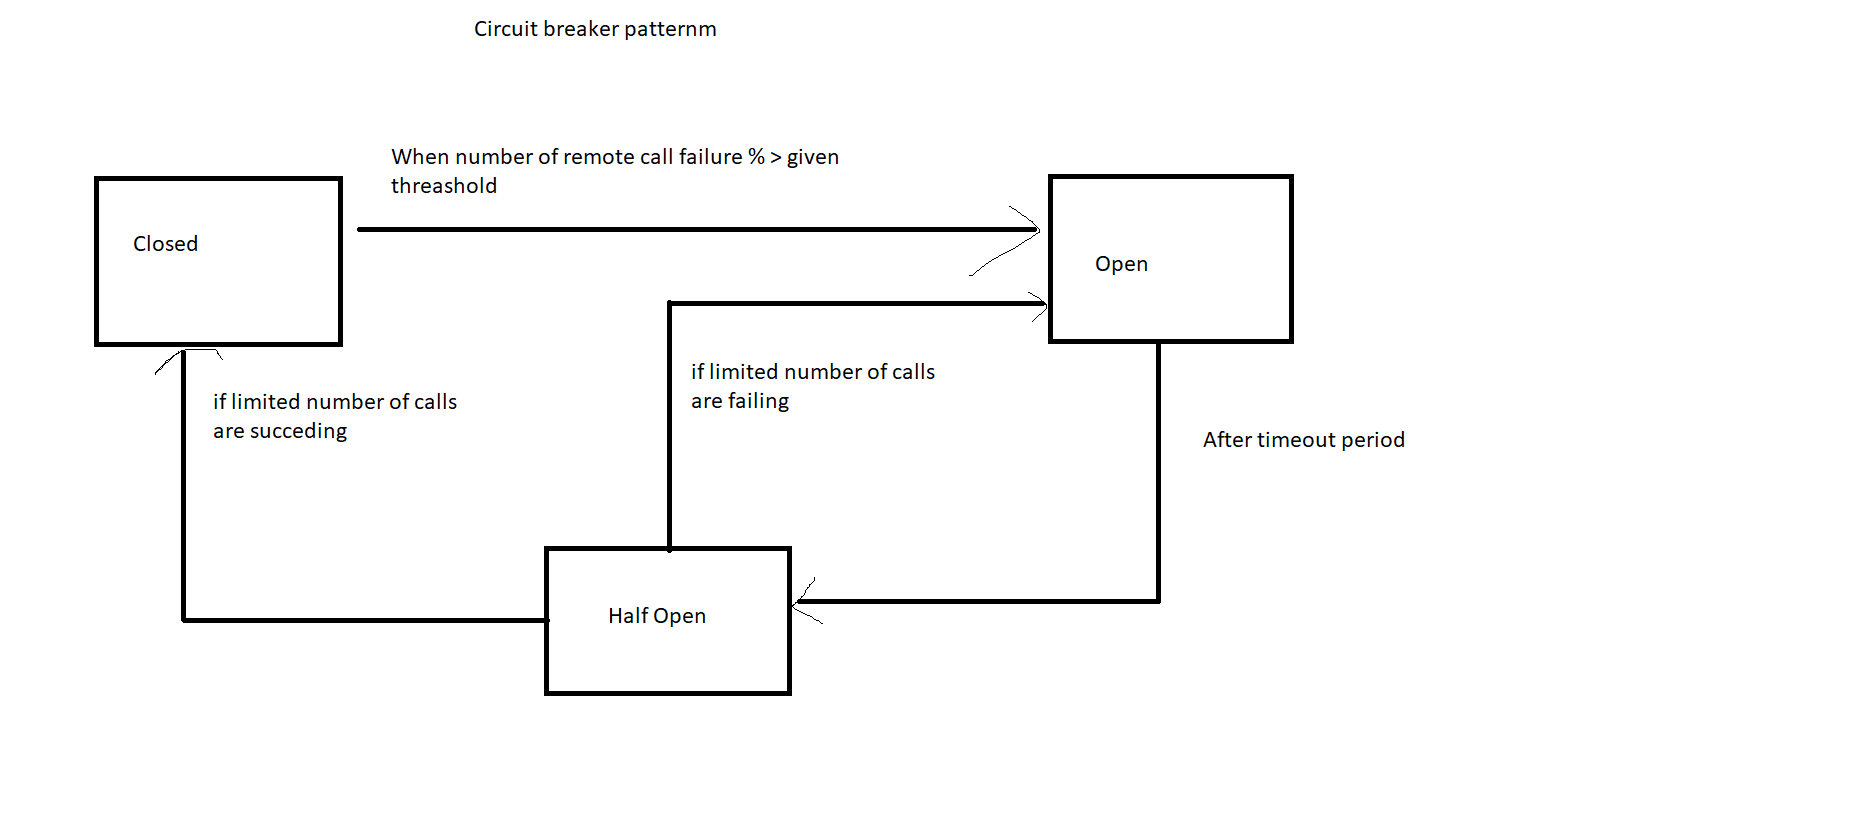 Circuit breaker patternm
When number of remote call failure % > given
threashold
Closed
Open
if limited number of calls
are failing
if limited number of calls
are succeding
After timeout period
Half Open